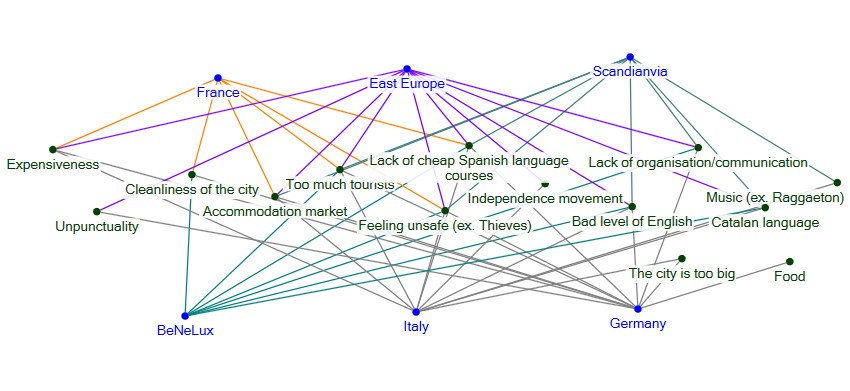 Scandianvia
East Europe
France
Expensiveness
Lack of cheap Spanish language
courses
Lack of organisation/communication
Cleanliness of the city
Too much tourists
Independence movement
Music (ex. Raggaeton)
Accommodation market
Unpunctuality
Feeling unsafe (ex. Thieves)
Bad level of English
Catalan language
The city is too big
Food
BeNeLux
Italy
Germany